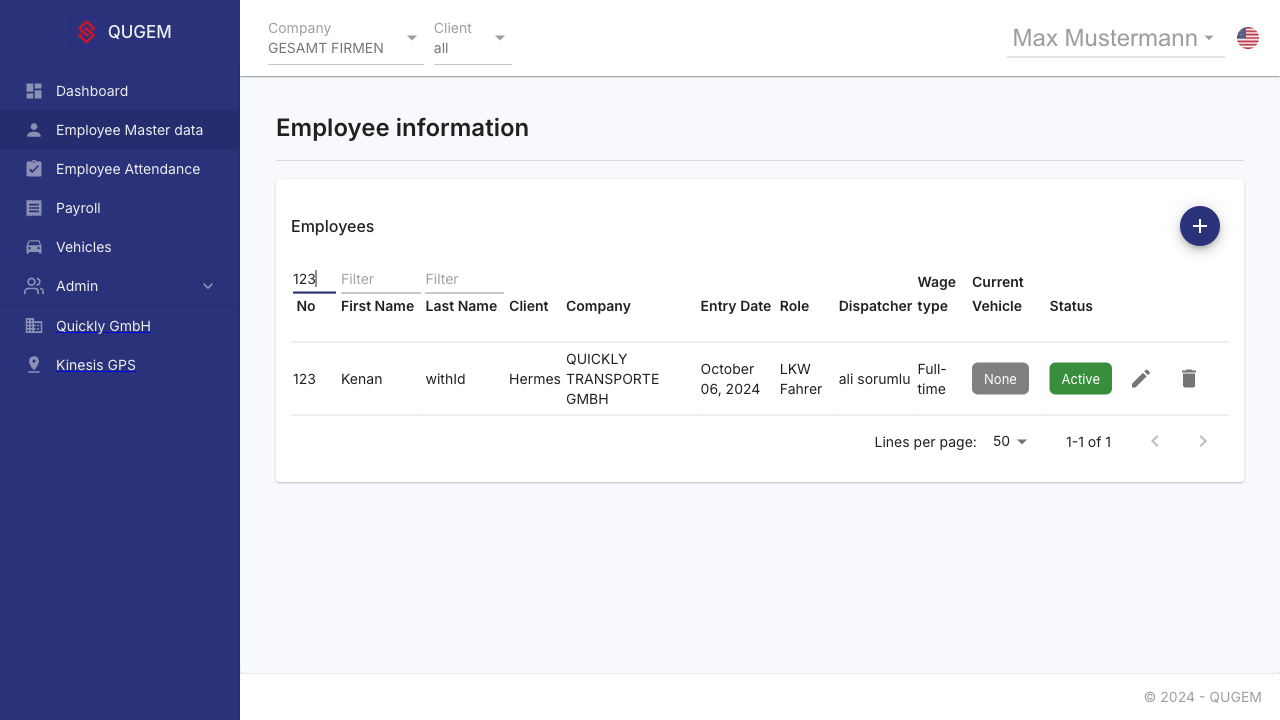 QUGEM
Dashboard
Employee Master data
Employee Attendance
Payroll
Vehicles
Admin
Quickly GmbH
Kinesis GPS
Company
GESAMT FIRMEN
Client
all
Max Mustermann
Employee information
Employees
123 Filter Filter
No First Name Last Name Client Company Entry Date Role Dispatcher Wage type Current Vehicle Status
123 Kenan withId Hermes QUICKLY TRANSPORTE GMBH October 06, 2024 LKW Fahrer ali sorumlu Full-time None Active
Lines per page: 50 1-1 of 1
© 2024 - QUGEM